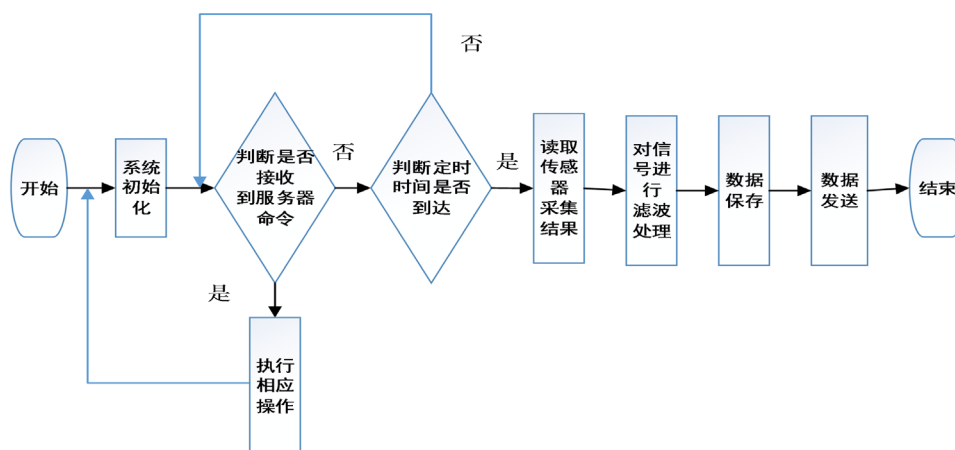 开始
系统
初始
化
判断是否
接收
到服务器
命令
否
是
执行
相应
操作
判断定时
时间是否
到达
否
是
读取
传感
器
采集
结果
对信
号进
行
滤波
处理
数据
保存
数据
发送
结束